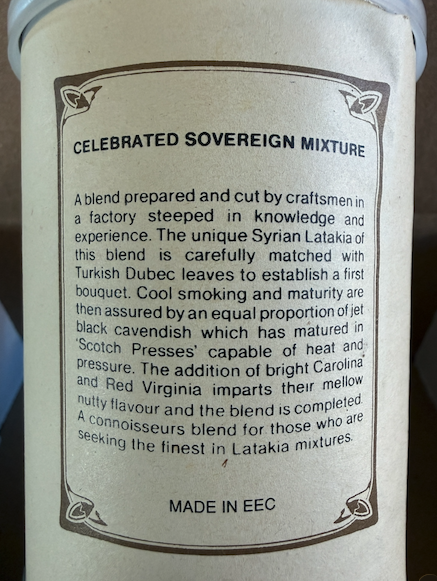 CELEBRATED SOVEREIGN MIXTURE
A blend prepared and cut by craftsmen in
a factory steeped in knowledge and
experience. The unique Syrian Latakia of
this blend is carefully matched with
Turkish Dubec leaves to establish a first
bouquet. Cool smoking and maturity are
then assured by an equal proportion of jet
black cavendish which has matured in
'Scotch Presses' capable of heat and
pressure. The addition of bright Carolina
and Red Virginia imparts their mellow
nutty flavour and the blend is completed.
A connoisseurs blend for those who are
seeking the finest in Latakia mixtures.
MADE IN EEC